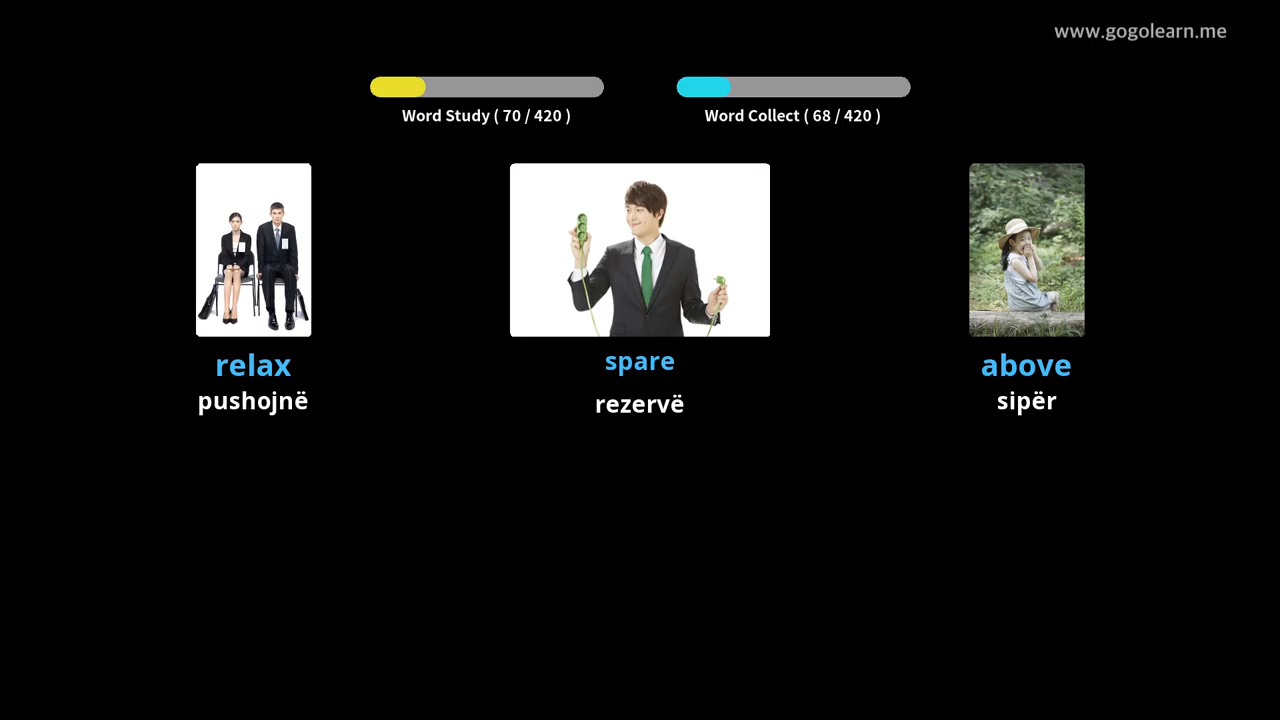 www.gogolearn.me
Word Study ( 70 / 420 )
Word Collect ( 68 / 420 )
relax
pushojnë
spare
rezervë
above
sipër